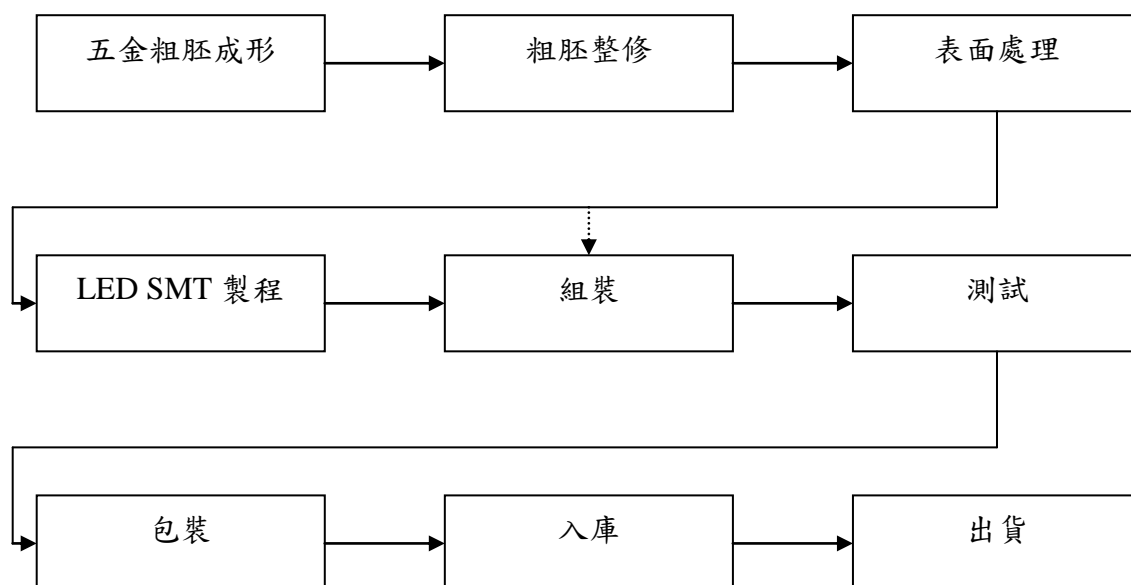 五金粗胚成形
粗胚整修
表面處理
LED SMT 製程
組裝
測試
包裝
入庫
出貨